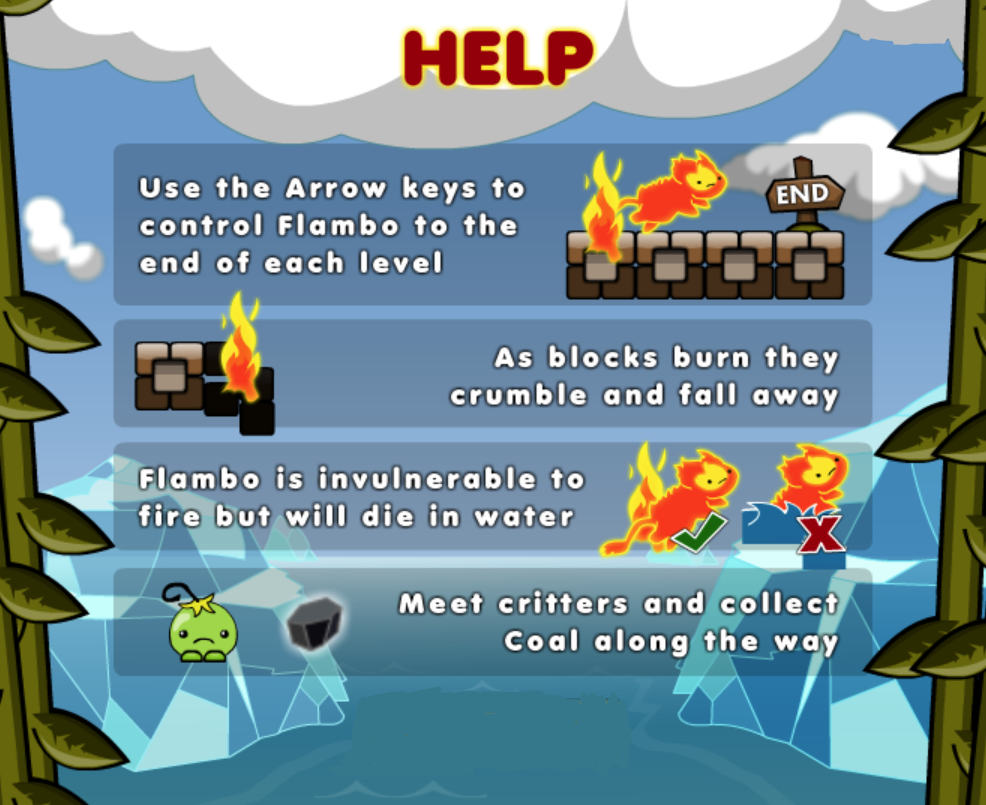 HELP
Use the Arrow keys to
control Flambo to the
end of each level
END
As blocks burn they
crumble and fall away
Flambo is invulnerable to
fire but will die in water
Meet critters and collect
Coal along the way